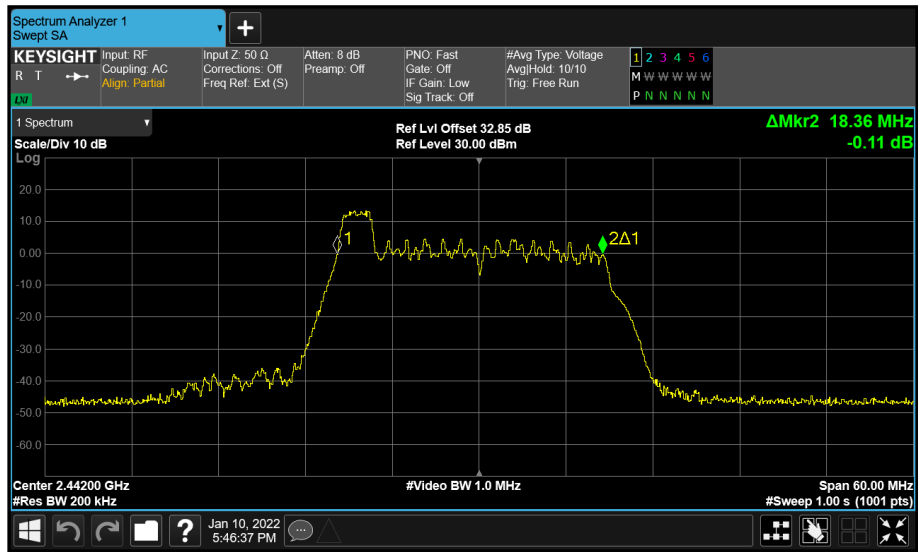 Spectrum Analyzer 1
Swept SA
+
KEYSIGHT
R T
LXI
Input: RF
Coupling: AC
Align: Partial
Input Z: 50 Ω
Corrections: Off
Freq Ref: Ext (S)
Atten: 8 dB
Preamp: Off
PNO: Fast
Gate: Off
IF Gain: Low
Sig Track: Off
#Avg Type: Voltage
Avg|Hold: 10/10
Trig: Free Run
1 2 3 4 5 6
M W W W W W
P N N N N N
1 Spectrum
Scale/Div 10 dB
Ref Lvl Offset 32.85 dB
Ref Level 30.00 dBm
ΔMkr2 18.36 MHz
-0.11 dB
Log
20.0
10.0
0.00
-10.0
-20.0
-30.0
-40.0
-50.0
-60.0
1
2Δ1
Center 2.44200 GHz
#Res BW 200 kHz
#Video BW 1.0 MHz
Span 60.00 MHz
#Sweep 1.00 s (1001 pts)
?
Jan 10, 2022
5:46:37 PM